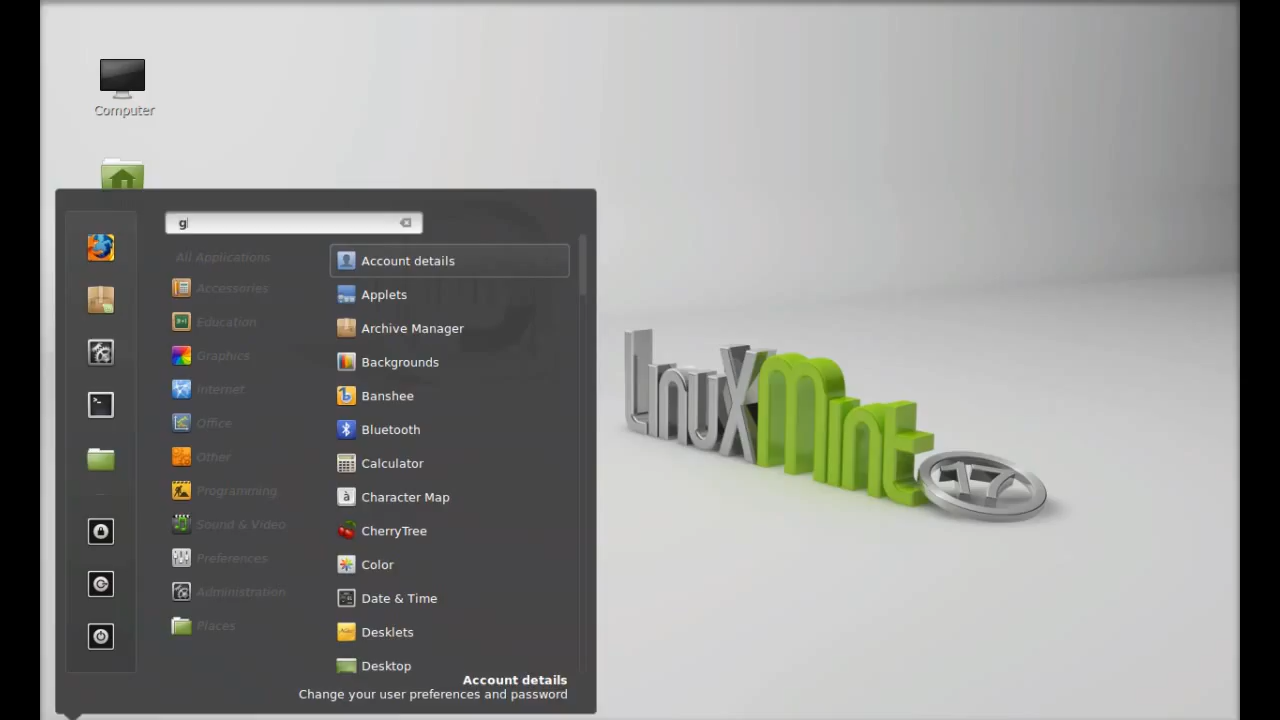 Computer
g
All Applications
Accessories
Education
Graphics
Internet
Office
Other
Programming
Sound & Video
Preferences
Administration
Places
Account details
Applets
Archive Manager
Backgrounds
Banshee
Bluetooth
Calculator
Character Map
CherryTree
Color
Date & Time
Desklets
Desktop
Account details
Change your user preferences and password
LinuxMint
17